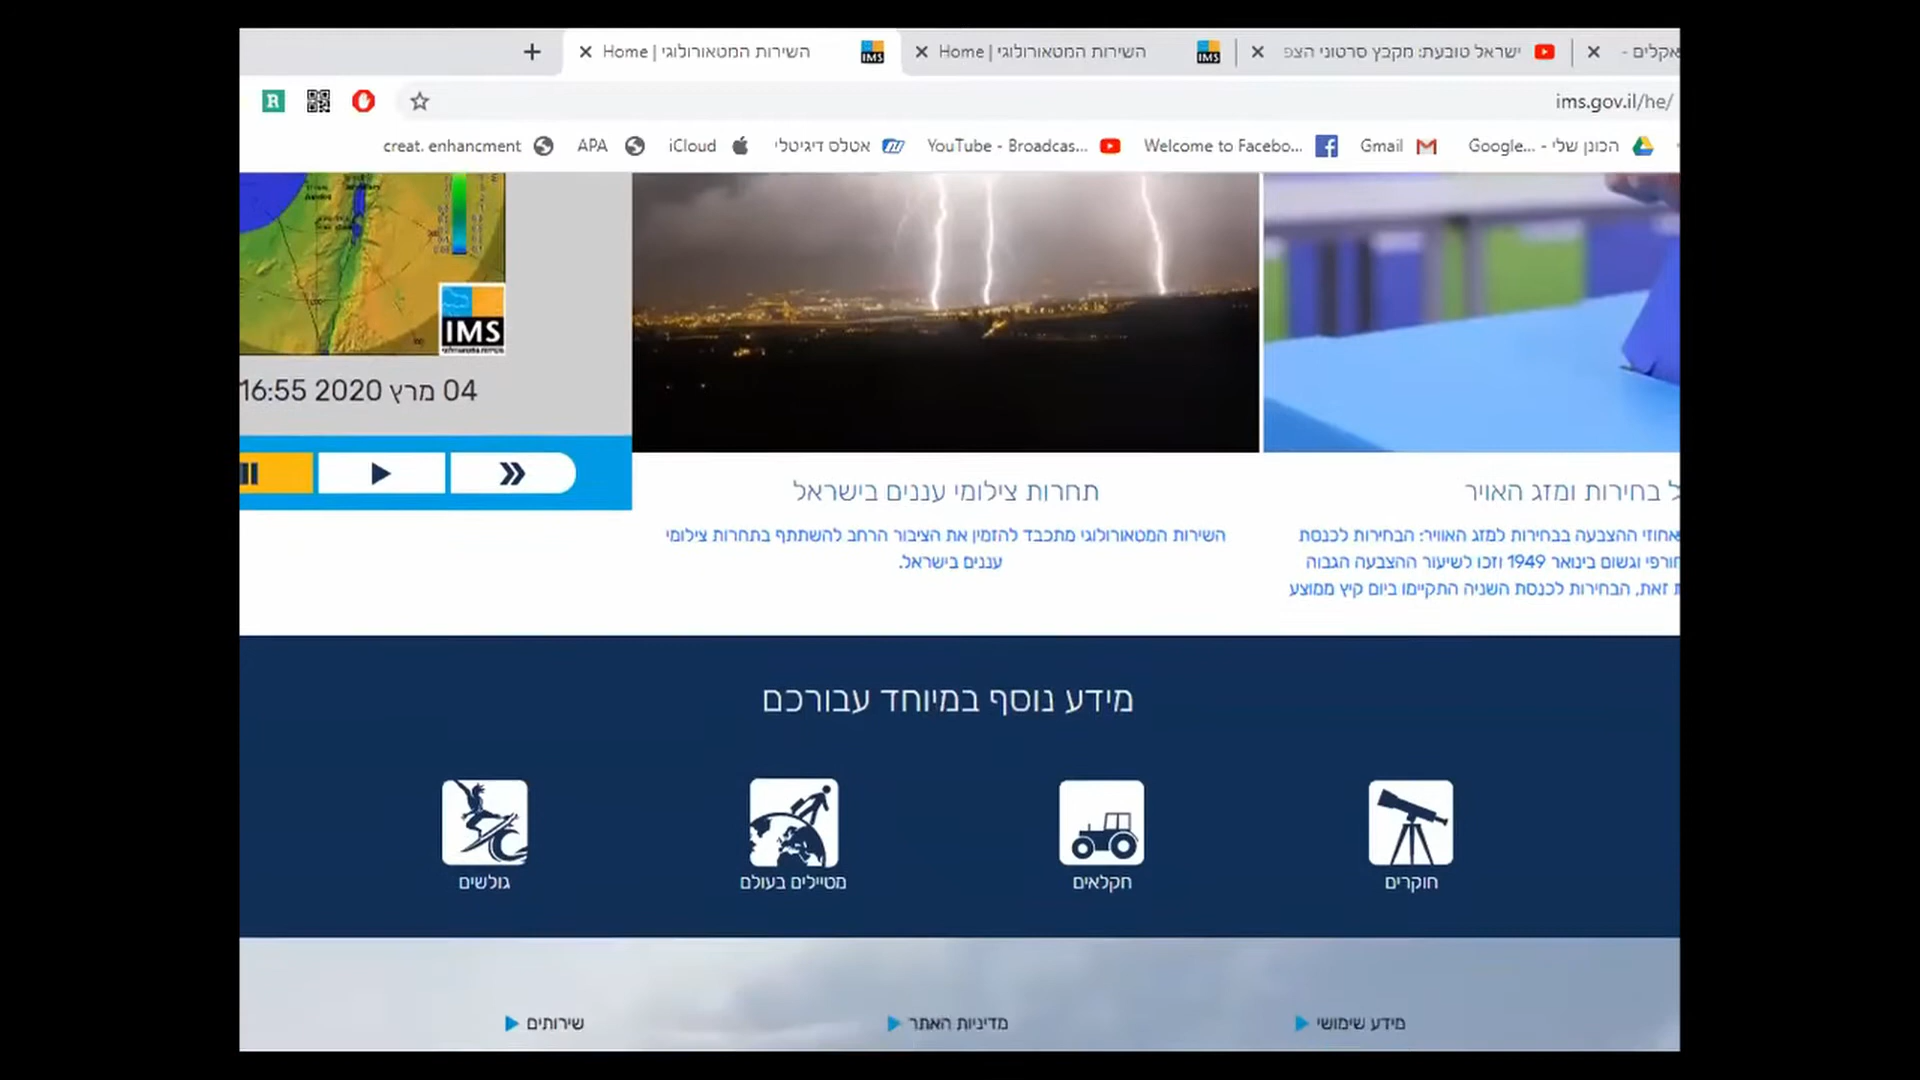 השירות המטאורולוגי | Home
השירות המטאורולוגי | Home
ישראל טובעת: מקבץ סרטוני הצפ
ims.gov.il/he/
creat. enhancment
APA
iCloud
אטלס דיגיטלי
YouTube - Broadcas...
Welcome to Facebo...
Gmail
הכונן שלי - Google...
IMS
04 מרץ 2020 16:55
תחרות צילומי עננים בישראל
השירות המטאורולוגי מתכבד להזמין את הציבור הרחב להשתתף בתחרות צילומי
עננים בישראל.
ל בחירות ומזג האויר
אחוזי ההצבעה בבחירות למזג האוויר: הבחירות לכנסת
חורפי וגשום בינואר 1949 וזכו לשיעור ההצבעה הגבוה
ת זאת, הבחירות לכנסת השניה התקיימו ביום קיץ ממוצע
מידע נוסף במיוחד עבורכם
חוקרים
חקלאים
מטיילים בעולם
גולשים
מידע שימושי
מדיניות האתר
שירותים